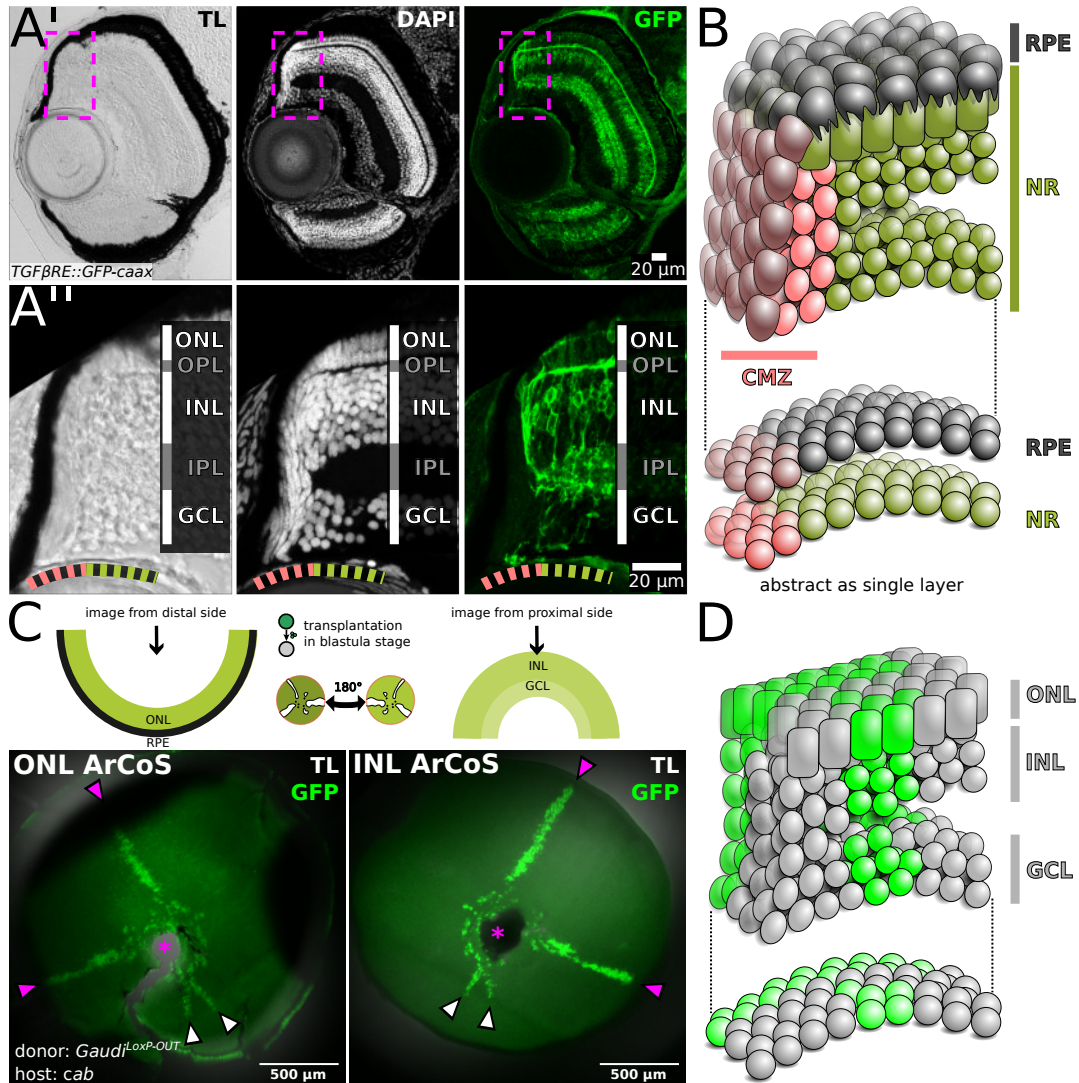 A'
TL
DAPI
GFP
TGFβRE::GFP-caax
20 µm
A''
ONL
OPL
INL
IPL
GCL
ONL
OPL
INL
IPL
GCL
ONL
OPL
INL
IPL
GCL
20 µm
B
RPE
NR
CMZ
RPE
NR
abstract as single layer
C
image from distal side
ONL
RPE
transplantation
in blastula stage
180°
image from proximal side
INL
GCL
ONL ArCoS
TL
GFP
donor: Gaudi^LoxP-OUT
host: cab
500 µm
INL ArCoS
TL
GFP
500 µm
D
ONL
INL
GCL